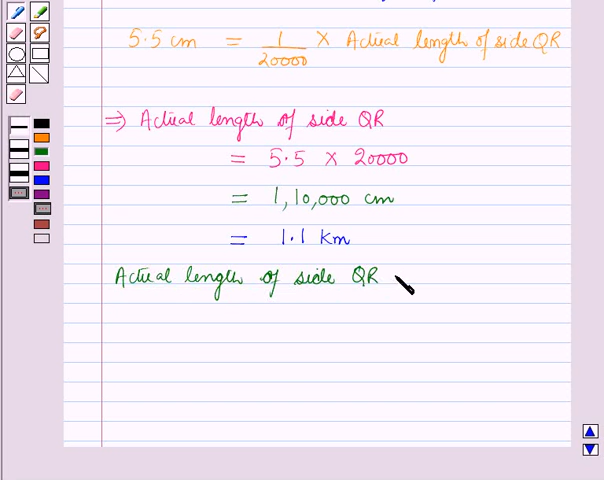 5.5 cm = 1/20000 × Actual length of side QR
⇒ Actual length of side QR
= 5.5 × 20000
= 1,10,000 cm
= 1.1 Km
Actual length of side QR